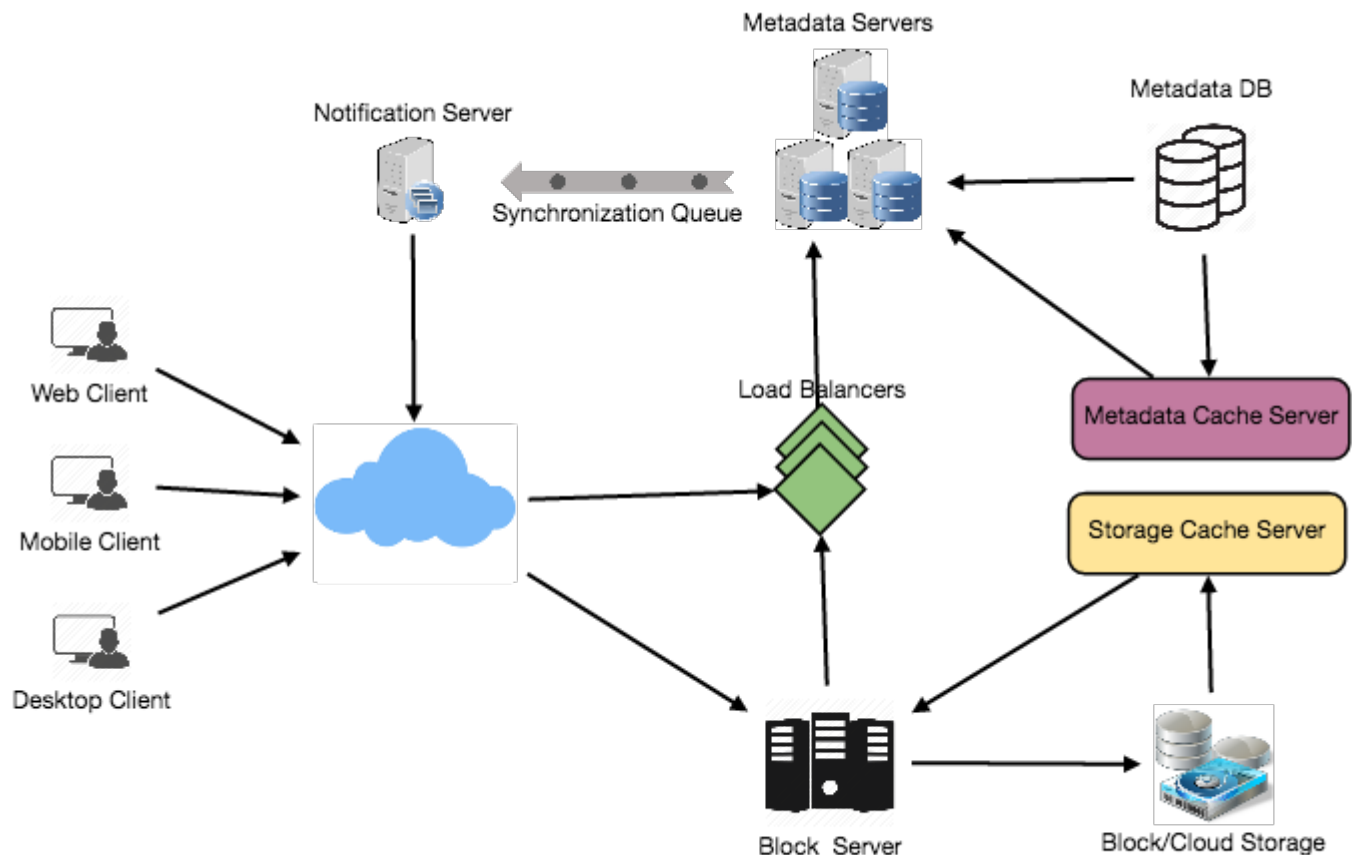 Metadata Servers
Metadata DB
Notification Server
Synchronization Queue
Web Client
Load Balancers
Metadata Cache Server
Mobile Client
Storage Cache Server
Desktop Client
Block Server
Block/Cloud Storage